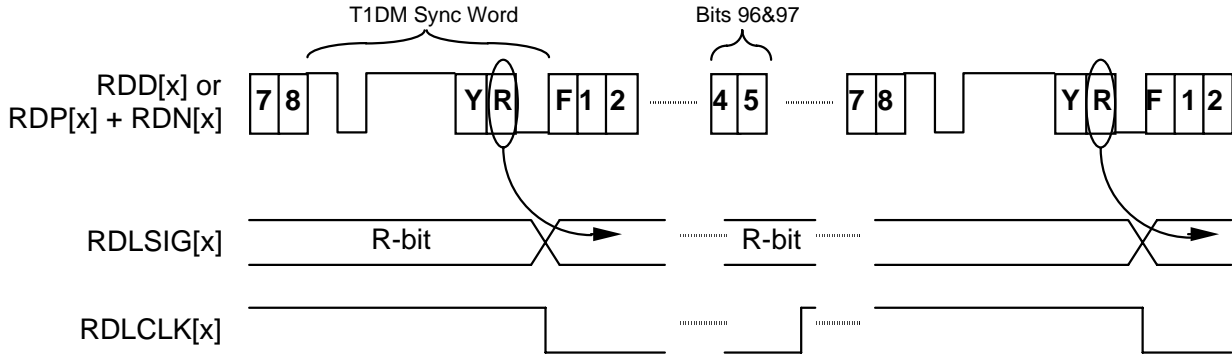 T1DM Sync Word
Bits 96&97
RDD[x] or
RDP[x] + RDN[x]
7 8 Y R F 1 2 4 5 7 8 Y R F 1 2
RDLSIG[x]
R-bit R-bit
RDLCLK[x]